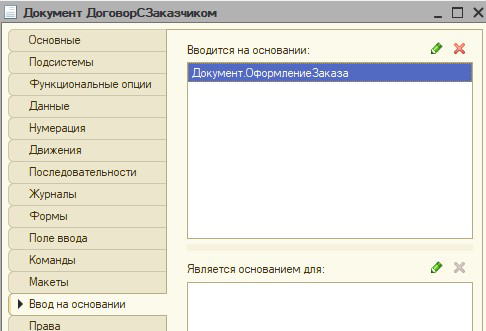 Документ ДоговорСЗаказчиком
Основные
Подсистемы
Функциональные опции
Данные
Нумерация
Движения
Последовательности
Журналы
Формы
Поле ввода
Команды
Макеты
Ввод на основании
Права
Вводится на основании:
Документ.ОформлениеЗаказа
Является основанием для: